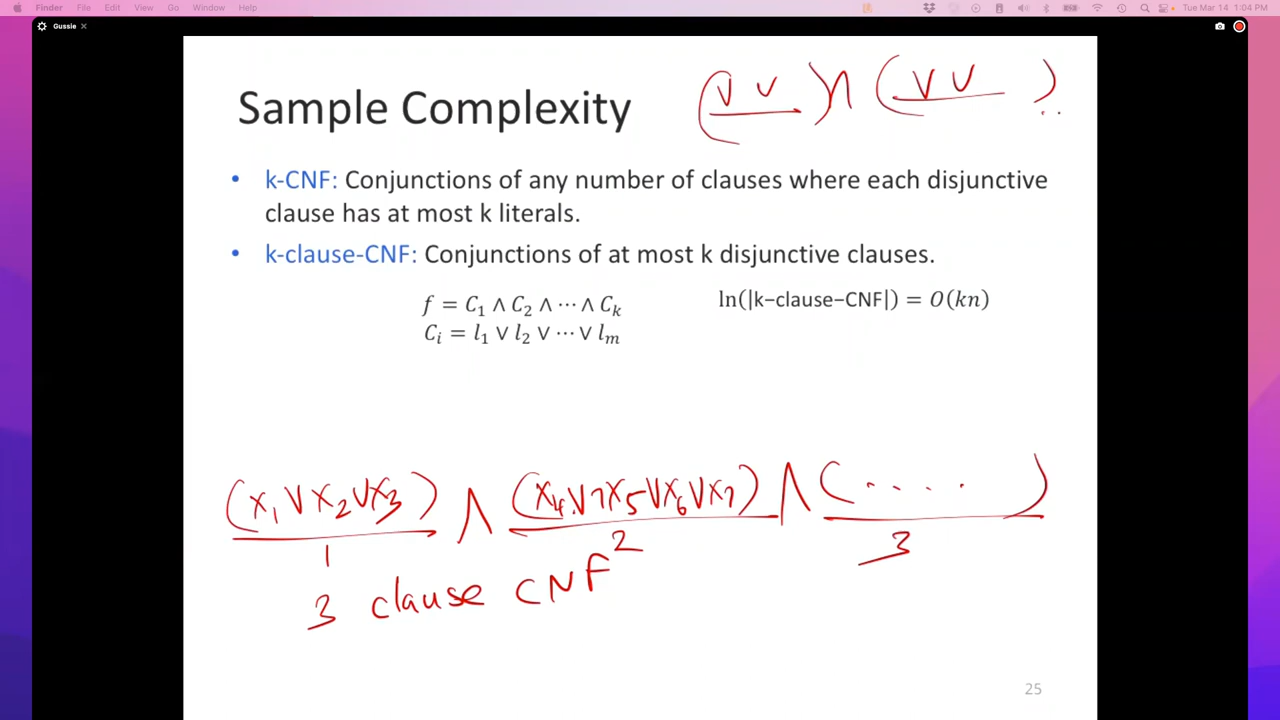 Finder File Edit View Go Window Help Tue Mar 14 1:04 PM
Gussie
( ∨ ∨ ) ∧ ( ∨ ∨ ) ..
Sample Complexity
• k-CNF: Conjunctions of any number of clauses where each disjunctive
clause has at most k literals.
• k-clause-CNF: Conjunctions of at most k disjunctive clauses.
f = C₁ ∧ C₂ ∧ ⋯ ∧ Cₖ ln(|k−clause−CNF|) = O(kn)
Cᵢ = l₁ ∨ l₂ ∨ ⋯ ∨ lₘ
(x₁ ∨ x₂ ∨ x₃) ∧ (x₄ ∨ ¬x₅ ∨ x₆ ∨ x₇) ∧ (. . . .)
1 2 3
3 clause CNF
25